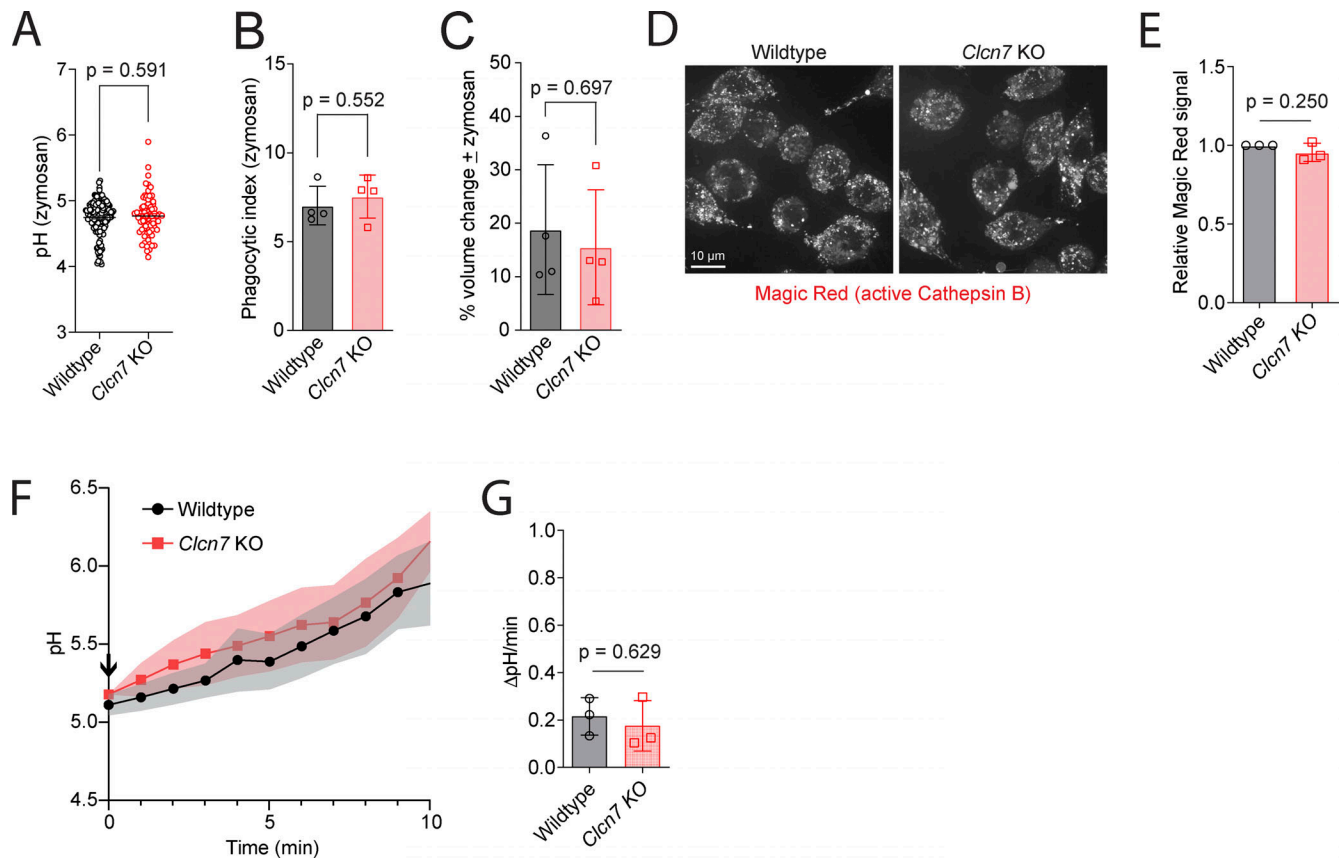 A
pH (zymosan)
7
6
5
4
3
p = 0.591
Wildtype
Clcn7 KO
B
Phagocytic index (zymosan)
15
10
5
0
p = 0.552
Wildtype
Clcn7 KO
C
% volume change ± zymosan
50
40
30
20
10
0
p = 0.697
Wildtype
Clcn7 KO
D
Wildtype
Clcn7 KO
10 µm
Magic Red (active Cathepsin B)
E
Relative Magic Red signal
1.5
1.0
0.5
0.0
p = 0.250
Wildtype
Clcn7 KO
F
pH
6.5
6.0
5.5
5.0
4.5
Wildtype
Clcn7 KO
0
5
10
Time (min)
G
ΔpH/min
1.0
0.8
0.6
0.4
0.2
0.0
p = 0.629
Wildtype
Clcn7 KO